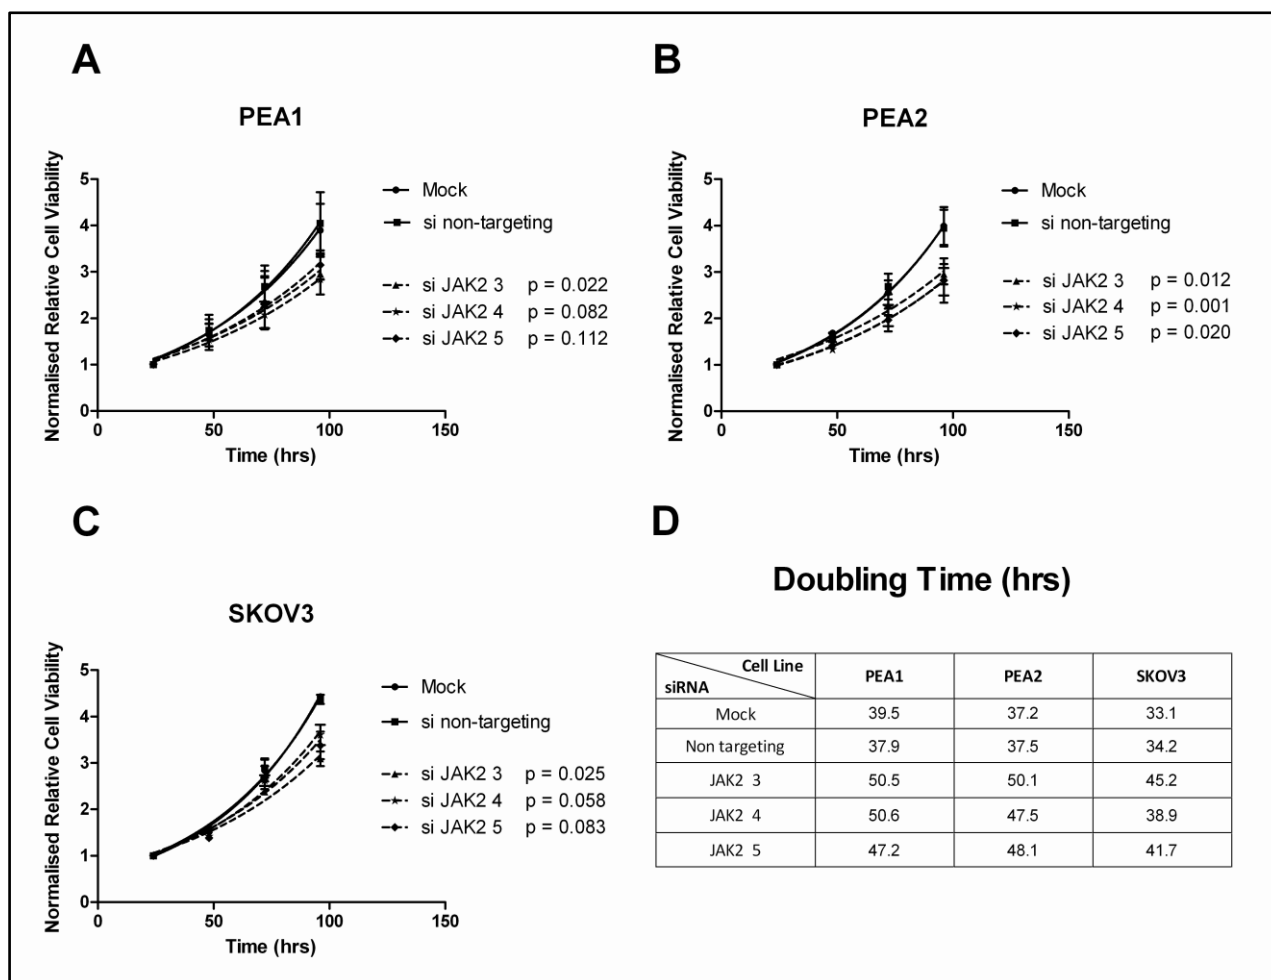 A
PEA1
Normalised Relative Cell Viability
5
4
3
2
1
0
0
50
100
150
Time (hrs)
Mock
si non-targeting
si JAK2 3 p = 0.022
si JAK2 4 p = 0.082
si JAK2 5 p = 0.112
B
PEA2
Normalised Relative Cell Viability
5
4
3
2
1
0
0
50
100
150
Time (hrs)
Mock
si non-targeting
si JAK2 3 p = 0.012
si JAK2 4 p = 0.001
si JAK2 5 p = 0.020
C
SKOV3
Normalised Relative Cell Viability
5
4
3
2
1
0
0
50
100
150
Time (hrs)
Mock
si non-targeting
si JAK2 3 p = 0.025
si JAK2 4 p = 0.058
si JAK2 5 p = 0.083
D
Doubling Time (hrs)
Cell Line
siRNA PEA1 PEA2 SKOV3
Mock 39.5 37.2 33.1
Non targeting 37.9 37.5 34.2
JAK2 3 50.5 50.1 45.2
JAK2 4 50.6 47.5 38.9
JAK2 5 47.2 48.1 41.7